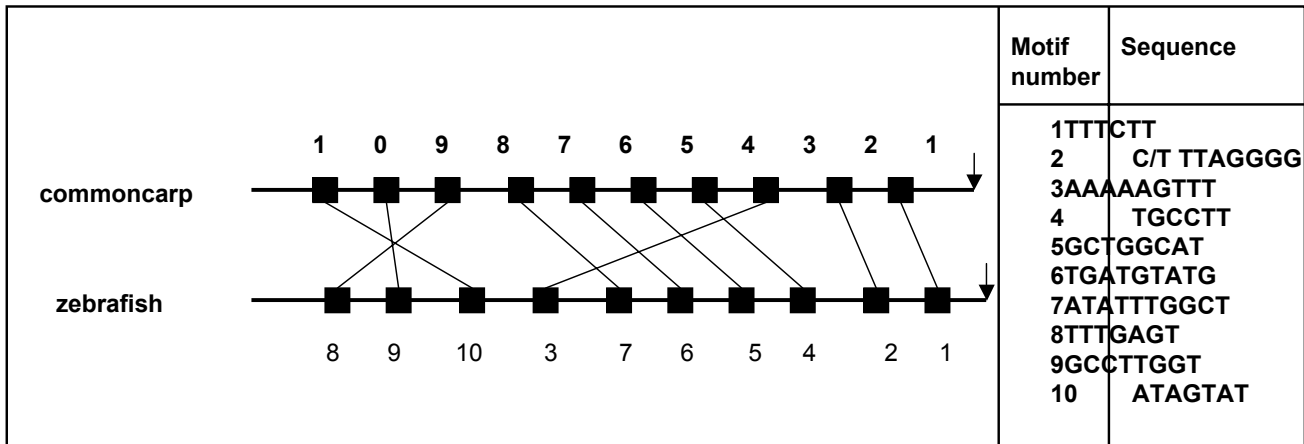 Motif number Sequence
1 0 9 8 7 6 5 4 3 2 1
commoncarp
zebrafish
8 9 10 3 7 6 5 4 2 1
1TTTCTT
2 C/T TTAGGGG
3AAAAAGTTT
4 TGCCTT
5GCTGGCAT
6TGATGTATG
7ATATTTGGCT
8TTTGAGT
9GCCTTGGT
10 ATAGTAT